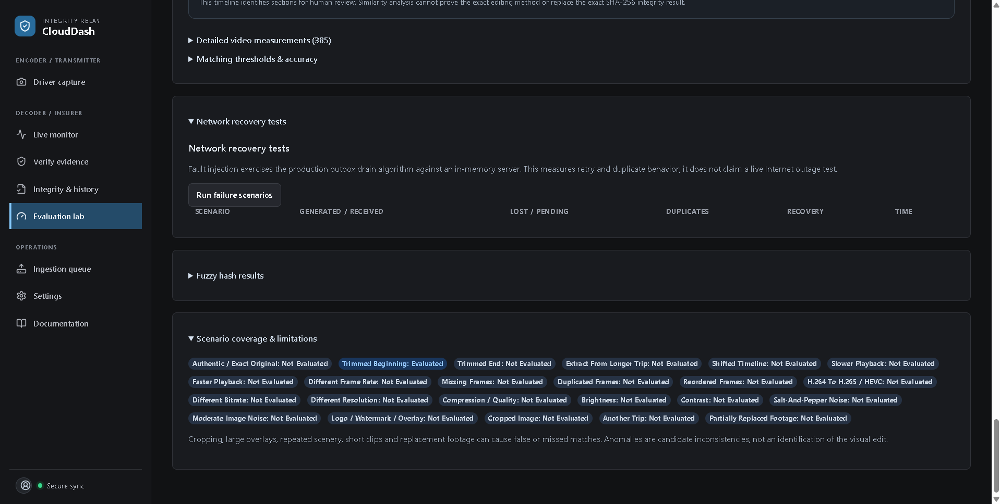 INTEGRITY RELAY
CloudDash
ENCODER / TRANSMITTER
Driver capture
DECODER / INSURER
Live monitor
Verify evidence
Integrity & history
Evaluation lab
OPERATIONS
Ingestion queue
Settings
Documentation
Secure sync
This timeline identifies sections for human review. Similarity analysis cannot prove the exact editing method or replace the exact SHA-256 integrity result.
Detailed video measurements (385)
Matching thresholds & accuracy
Network recovery tests
Network recovery tests
Fault injection exercises the production outbox drain algorithm against an in-memory server. This measures retry and duplicate behavior; it does not claim a live Internet outage test.
Run failure scenarios
SCENARIO GENERATED / RECEIVED LOST / PENDING DUPLICATES RECOVERY TIME
Fuzzy hash results
Scenario coverage & limitations
Authentic / Exact Original: Not Evaluated Trimmed Beginning: Evaluated Trimmed End: Not Evaluated Extract From Longer Trip: Not Evaluated Shifted Timeline: Not Evaluated Slower Playback: Not Evaluated
Faster Playback: Not Evaluated Different Frame Rate: Not Evaluated Missing Frames: Not Evaluated Duplicated Frames: Not Evaluated Reordered Frames: Not Evaluated H.264 To H.265 / HEVC: Not Evaluated
Different Bitrate: Not Evaluated Different Resolution: Not Evaluated Compression / Quality: Not Evaluated Brightness: Not Evaluated Contrast: Not Evaluated Salt-And-Pepper Noise: Not Evaluated
Moderate Image Noise: Not Evaluated Logo / Watermark / Overlay: Not Evaluated Cropped Image: Not Evaluated Another Trip: Not Evaluated Partially Replaced Footage: Not Evaluated
Cropping, large overlays, repeated scenery, short clips and replacement footage can cause false or missed matches. Anomalies are candidate inconsistencies, not an identification of the visual edit.